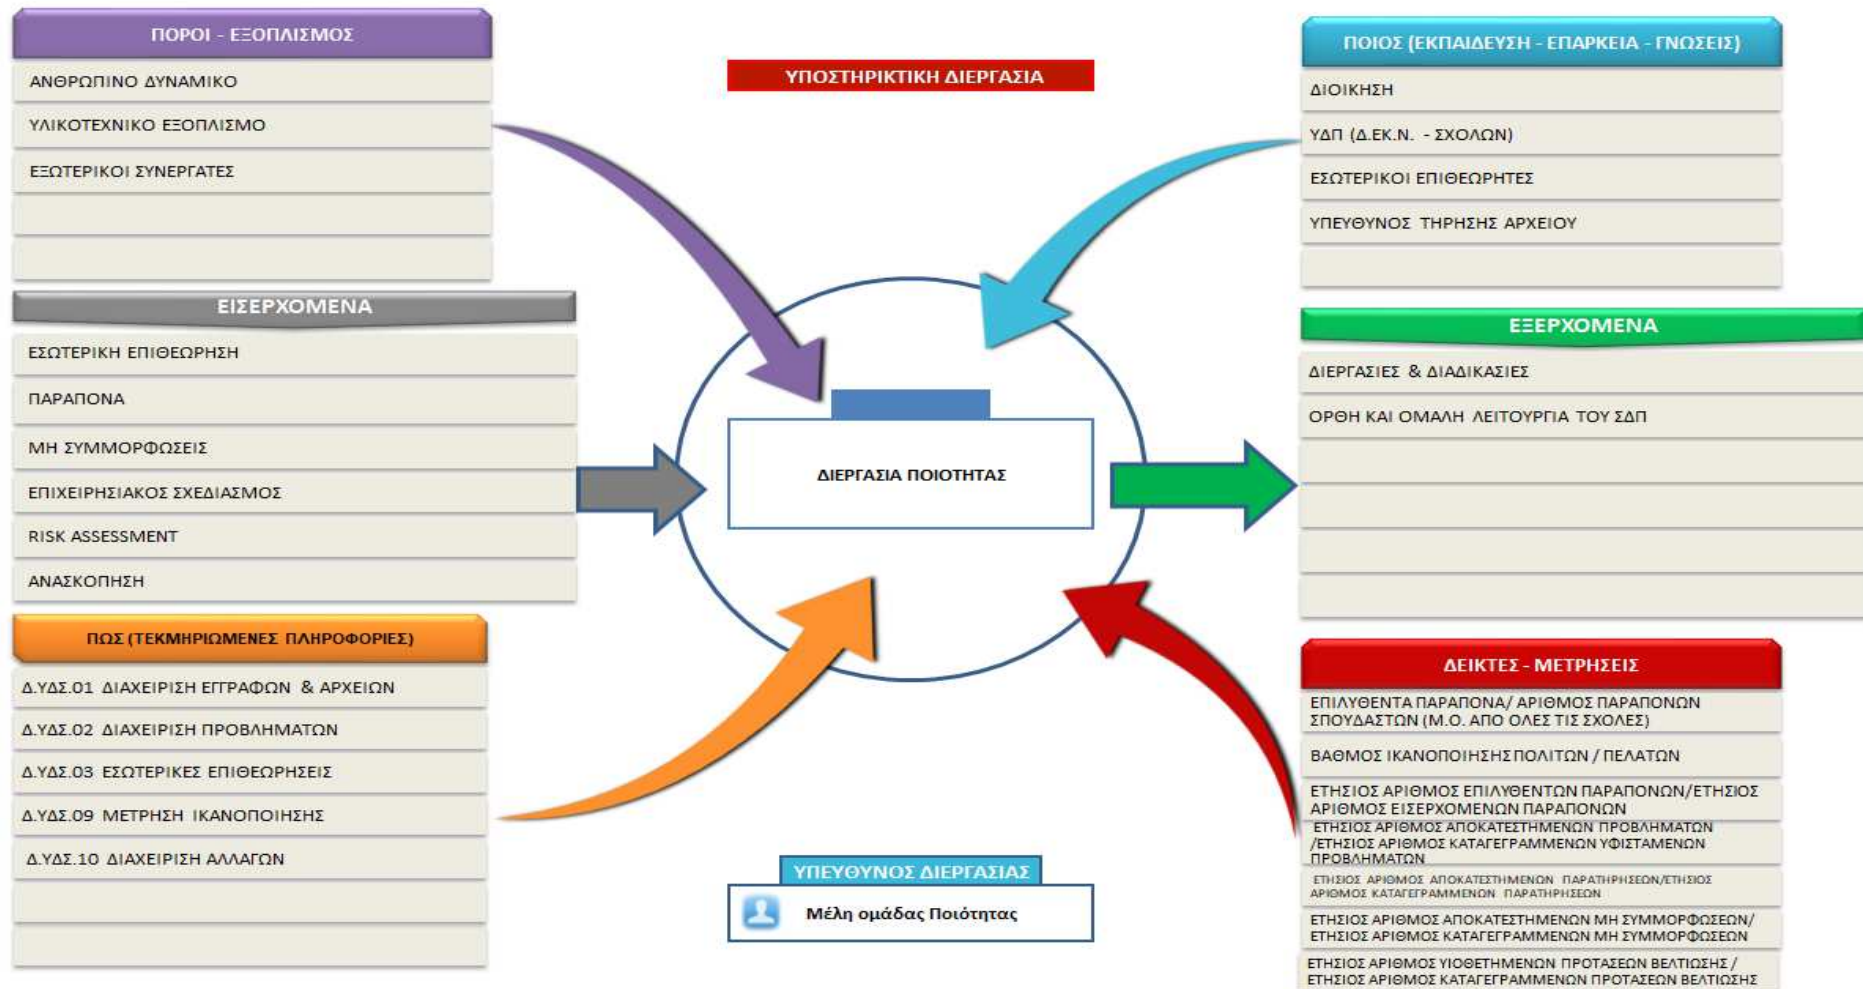 ΠΟΡΟΙ - ΕΞΟΠΛΙΣΜΟΣ
ΑΝΘΡΩΠΙΝΟ ΔΥΝΑΜΙΚΟ
ΥΛΙΚΟΤΕΧΝΙΚΟ ΕΞΟΠΛΙΣΜΟ
ΕΞΩΤΕΡΙΚΟΙ ΣΥΝΕΡΓΑΤΕΣ
ΕΙΣΕΡΧΟΜΕΝΑ
ΕΣΩΤΕΡΙΚΗ ΕΠΙΘΕΩΡΗΣΗ
ΠΑΡΑΠΟΝΑ
ΜΗ ΣΥΜΜΟΡΦΩΣΕΙΣ
ΕΠΙΧΕΙΡΗΣΙΑΚΟΣ ΣΧΕΔΙΑΣΜΟΣ
RISK ASSESSMENT
ΑΝΑΣΚΟΠΗΣΗ
ΠΩΣ (ΤΕΚΜΗΡΙΩΜΕΝΕΣ ΠΛΗΡΟΦΟΡΙΕΣ)
Δ.ΥΔΣ.01 ΔΙΑΧΕΙΡΙΣΗ ΕΓΓΡΑΦΩΝ & ΑΡΧΕΙΩΝ
Δ.ΥΔΣ.02 ΔΙΑΧΕΙΡΙΣΗ ΠΡΟΒΛΗΜΑΤΩΝ
Δ.ΥΔΣ.03 ΕΣΩΤΕΡΙΚΕΣ ΕΠΙΘΕΩΡΗΣΕΙΣ
Δ.ΥΔΣ.09 ΜΕΤΡΗΣΗ ΙΚΑΝΟΠΟΙΗΣΗΣ
Δ.ΥΔΣ.10 ΔΙΑΧΕΙΡΙΣΗ ΑΛΛΑΓΩΝ
ΥΠΟΣΤΗΡΙΚΤΙΚΗ ΔΙΕΡΓΑΣΙΑ
ΔΙΕΡΓΑΣΙΑ ΠΟΙΟΤΗΤΑΣ
ΥΠΕΥΘΥΝΟΣ ΔΙΕΡΓΑΣΙΑΣ
Μέλη ομάδας Ποιότητας
ΠΟΙΟΣ (ΕΚΠΑΙΔΕΥΣΗ - ΕΠΑΡΚΕΙΑ - ΓΝΩΣΕΙΣ)
ΔΙΟΙΚΗΣΗ
ΥΔΠ (Δ.ΕΚ.Ν. - ΣΧΟΛΩΝ)
ΕΣΩΤΕΡΙΚΟΙ ΕΠΙΘΕΩΡΗΤΕΣ
ΥΠΕΥΘΥΝΟΣ ΤΗΡΗΣΗΣ ΑΡΧΕΙΟΥ
ΕΞΕΡΧΟΜΕΝΑ
ΔΙΕΡΓΑΣΙΕΣ & ΔΙΑΔΙΚΑΣΙΕΣ
ΟΡΘΗ ΚΑΙ ΟΜΑΛΗ ΛΕΙΤΟΥΡΓΙΑ ΤΟΥ ΣΔΠ
ΔΕΙΚΤΕΣ - ΜΕΤΡΗΣΕΙΣ
ΕΠΙΛΥΘΕΝΤΑ ΠΑΡΑΠΟΝΑ/ ΑΡΙΘΜΟΣ ΠΑΡΑΠΟΝΩΝ
ΣΠΟΥΔΑΣΤΩΝ (Μ.Ο. ΑΠΟ ΟΛΕΣ ΤΙΣ ΣΧΟΛΕΣ)
ΒΑΘΜΟΣ ΙΚΑΝΟΠΟΙΗΣΗΣ ΠΟΛΙΤΩΝ / ΠΕΛΑΤΩΝ
ΕΤΗΣΙΟΣ ΑΡΙΘΜΟΣ ΕΠΙΛΥΘΕΝΤΩΝ ΠΑΡΑΠΟΝΩΝ/ΕΤΗΣΙΟΣ
ΑΡΙΘΜΟΣ ΕΙΣΕΡΧΟΜΕΝΩΝ ΠΑΡΑΠΟΝΩΝ
ΕΤΗΣΙΟΣ ΑΡΙΘΜΟΣ ΑΠΟΚΑΤΕΣΤΗΜΕΝΩΝ ΠΡΟΒΛΗΜΑΤΩΝ
/ΕΤΗΣΙΟΣ ΑΡΙΘΜΟΣ ΚΑΤΑΓΕΓΡΑΜΜΕΝΩΝ ΥΦΙΣΤΑΜΕΝΩΝ
ΠΡΟΒΛΗΜΑΤΩΝ
ΕΤΗΣΙΟΣ ΑΡΙΘΜΟΣ ΑΠΟΚΑΤΕΣΤΗΜΕΝΩΝ ΠΑΡΑΤΗΡΗΣΕΩΝ/ΕΤΗΣΙΟΣ
ΑΡΙΘΜΟΣ ΚΑΤΑΓΕΓΡΑΜΜΕΝΩΝ ΠΑΡΑΤΗΡΗΣΕΩΝ
ΕΤΗΣΙΟΣ ΑΡΙΘΜΟΣ ΑΠΟΚΑΤΕΣΤΗΜΕΝΩΝ ΜΗ ΣΥΜΜΟΡΦΩΣΕΩΝ/
ΕΤΗΣΙΟΣ ΑΡΙΘΜΟΣ ΚΑΤΑΓΕΓΡΑΜΜΕΝΩΝ ΜΗ ΣΥΜΜΟΡΦΩΣΕΩΝ
ΕΤΗΣΙΟΣ ΑΡΙΘΜΟΣ ΥΙΟΘΕΤΗΜΕΝΩΝ ΠΡΟΤΑΣΕΩΝ ΒΕΛΤΙΩΣΗΣ /
ΕΤΗΣΙΟΣ ΑΡΙΘΜΟΣ ΚΑΤΑΓΕΓΡΑΜΜΕΝΩΝ ΠΡΟΤΑΣΕΩΝ ΒΕΛΤΙΩΣΗΣ